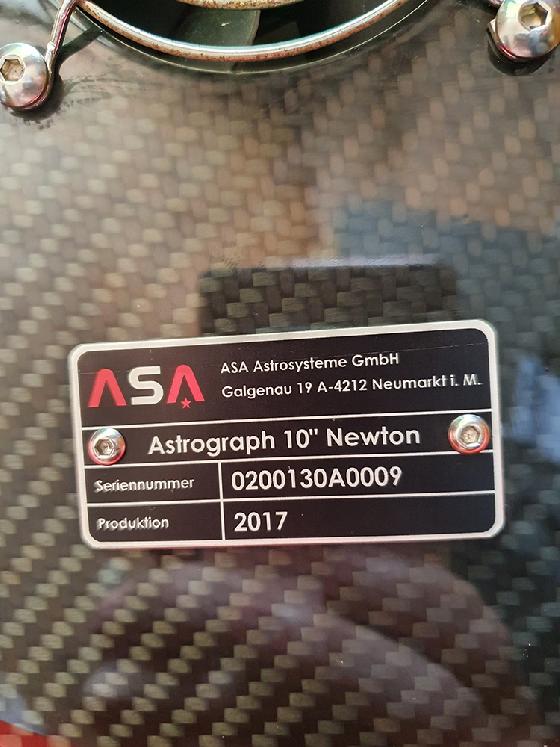 ASA
ASA Astrosysteme GmbH
Galgenau 19 A-4212 Neumarkt i. M.
Astrograph 10" Newton
Seriennummer 0200130A0009
Produktion 2017